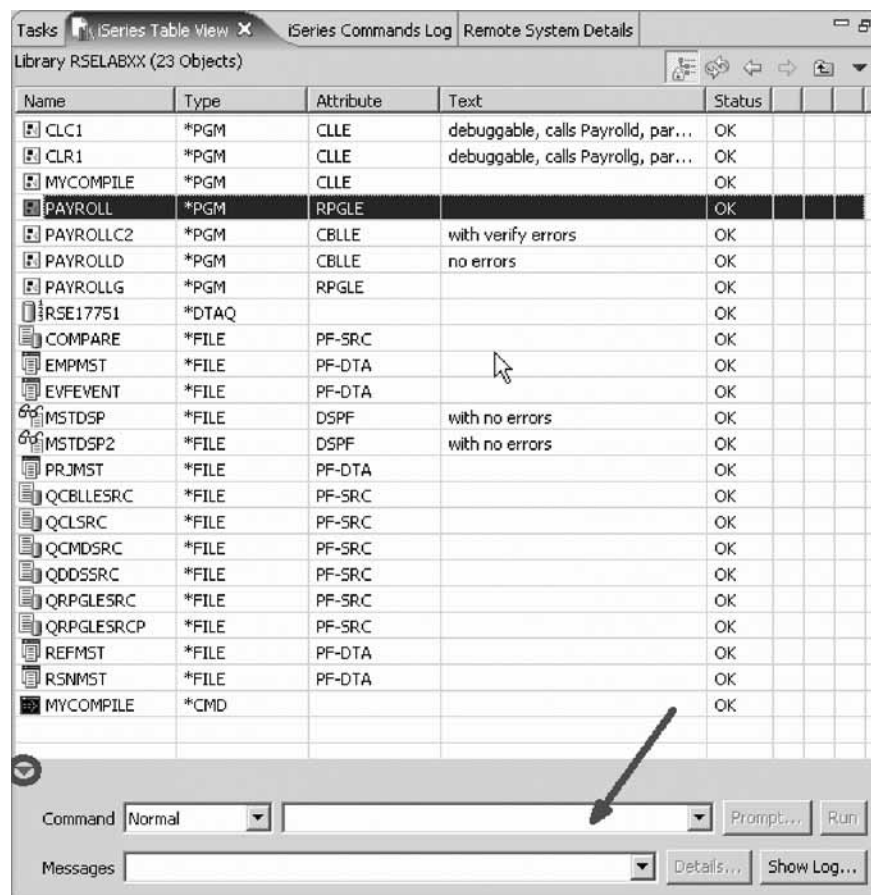 Tasks iSeries Table View iSeries Commands Log Remote System Details
Library RSELABXX (23 Objects)
Name Type Attribute Text Status
CLC1 *PGM CLLE debuggable, calls Payrolld, par... OK
CLR1 *PGM CLLE debuggable, calls Payrollg, par... OK
MYCOMPILE *PGM CLLE OK
PAYROLL *PGM RPGLE OK
PAYROLLC2 *PGM CBLLE with verify errors OK
PAYROLLD *PGM CBLLE no errors OK
PAYROLLG *PGM RPGLE OK
RSE17751 *DTAQ OK
COMPARE *FILE PF-SRC OK
EMPMST *FILE PF-DTA OK
EVFEVENT *FILE PF-DTA OK
MSTDSP *FILE DSPF with no errors OK
MSTDSP2 *FILE DSPF with no errors OK
PRJMST *FILE PF-DTA OK
QCBLLESRC *FILE PF-SRC OK
QCLSRC *FILE PF-SRC OK
QCMDSRC *FILE PF-SRC OK
QDDSSRC *FILE PF-SRC OK
QRPGLESRC *FILE PF-SRC OK
QRPGLESRCP *FILE PF-SRC OK
REFMST *FILE PF-DTA OK
RSNMST *FILE PF-DTA OK
MYCOMPILE *CMD OK
Command Normal Prompt... Run
Messages Details... Show Log...